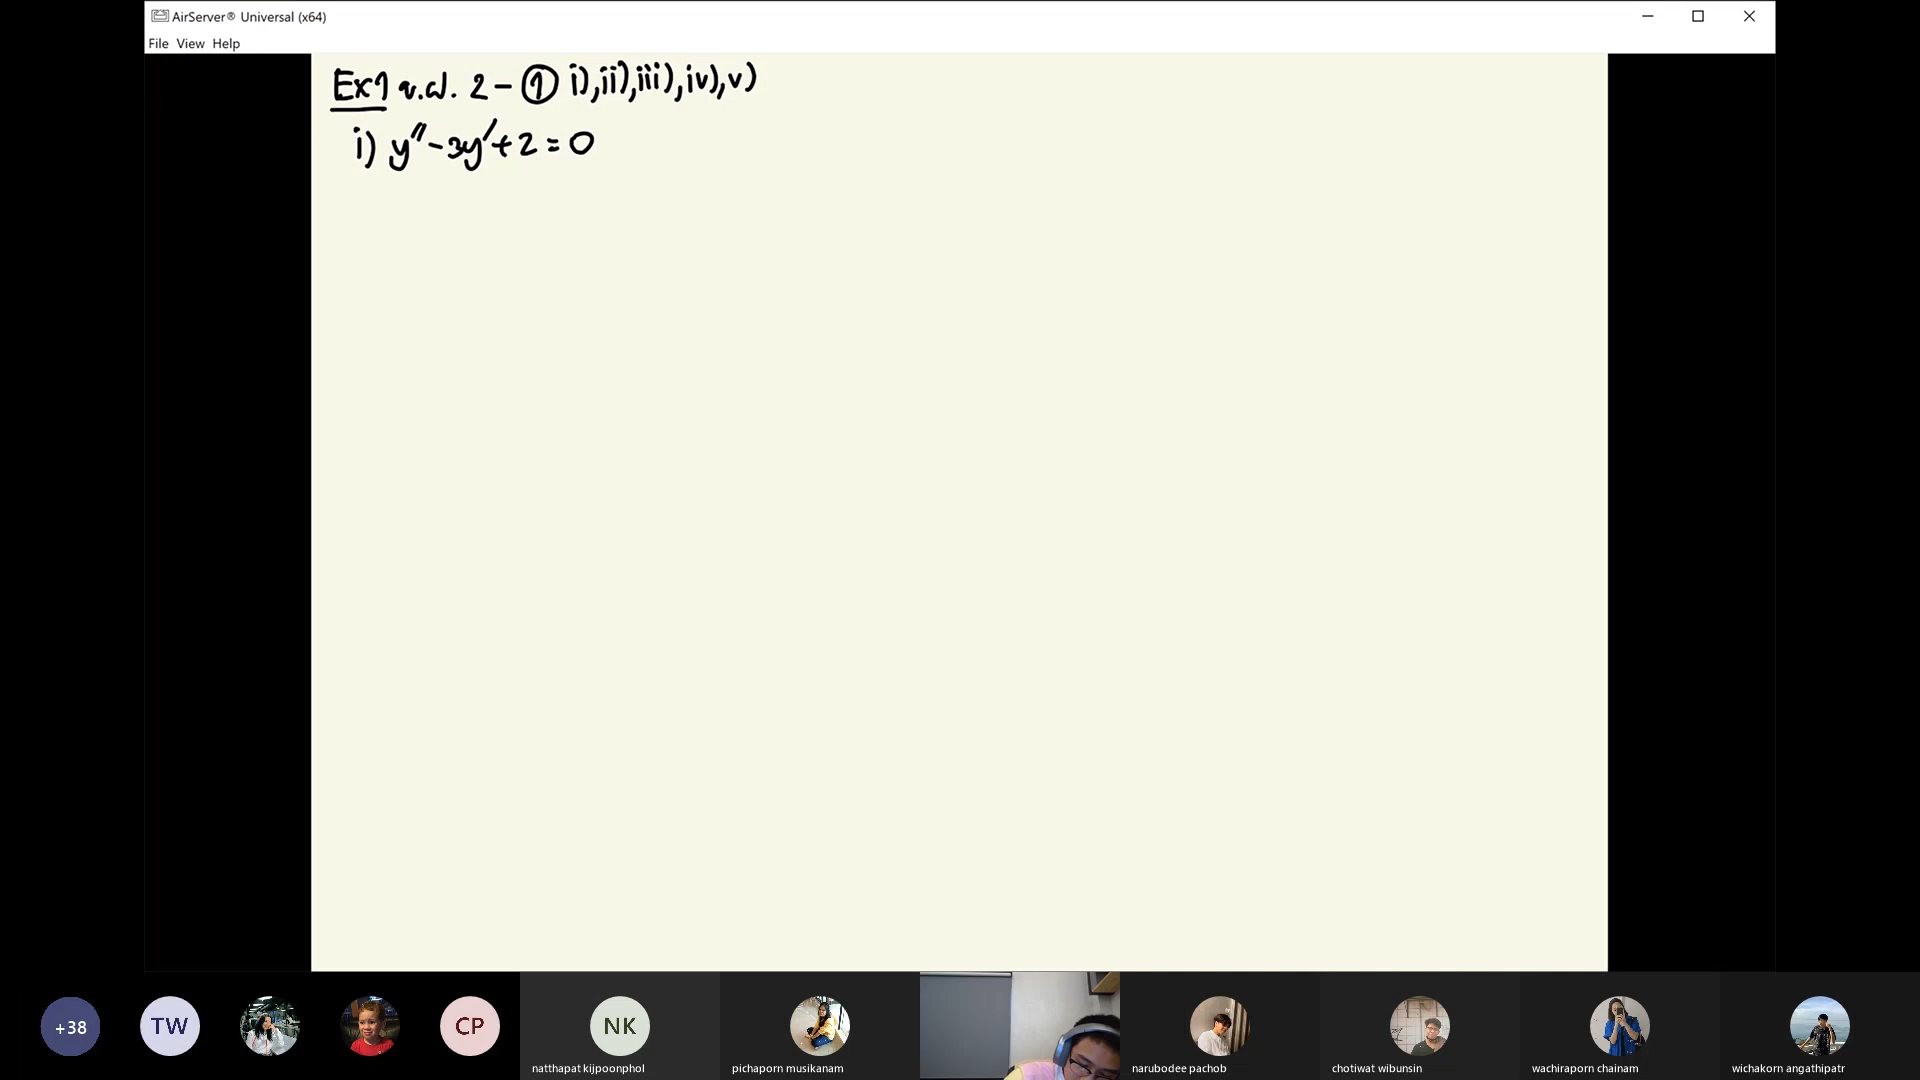 AirServer® Universal (x64)
File View Help
Ex1 2 - ① i),ii),iii),iv),v)
i) y″-3y′+2=0
+38
TW
CP
NK
natthapat kijpoonphol
pichaporn musikanam
narubodee pachob
chotiwat wibunsin
wachiraporn chainam
wichakorn angathipatr